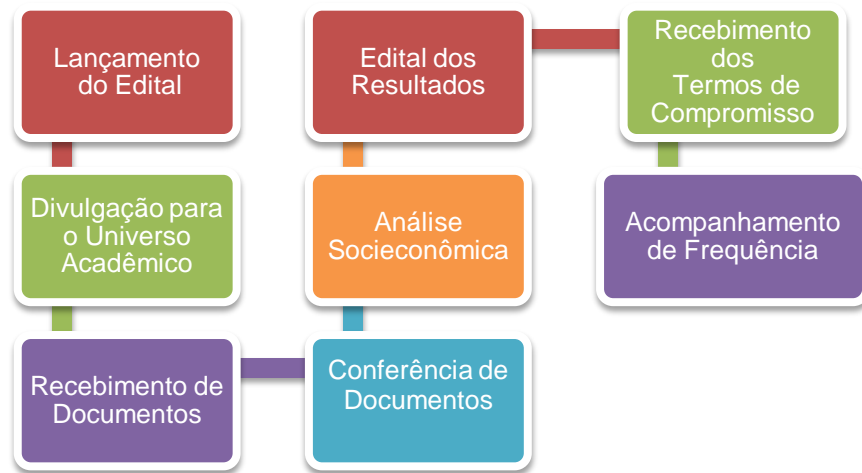 Lançamento
do Edital
Divulgação para
o Universo
Acadêmico
Recebimento de
Documentos
Conferência de
Documentos
Análise
Socieconômica
Edital dos
Resultados
Recebimento
dos
Termos de
Compromisso
Acompanhamento
de Frequência